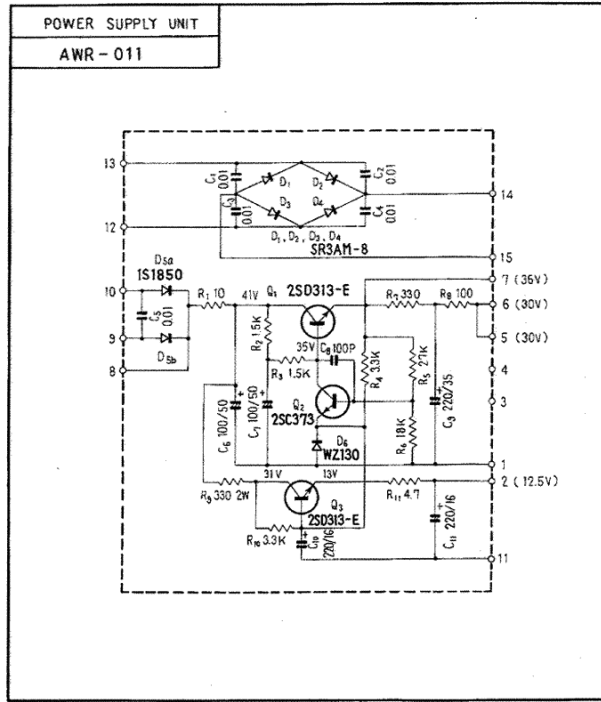 POWER SUPPLY UNIT
AWR-011
13
C1
0.01
D1
D2
C2
0.01
14
C3
0.01
D3
D4
C4
0.01
12
D1, D2, D3, D4
SR3AM-8
15
D5a
1S1850
7 (36V)
10
R1 10
41V
Q1
2SD313-E
R7 330
R8 100
6 (30V)
C5
0.01
R2 1.5K
9
5 (30V)
D5b
35V
C8 100P
8
R3 1.5K
R4 3.3K
R5 27K
4
C6 100/50
C7 100/50
Q2
2SC373
3
R6 18K
C9 220/35
D6
WZ130
1
31V
13V
2 (12.5V)
R9 330 2W
Q3
2SD313-E
R11 4.7
R10 3.3K
C10
220/16
C11 220/16
11